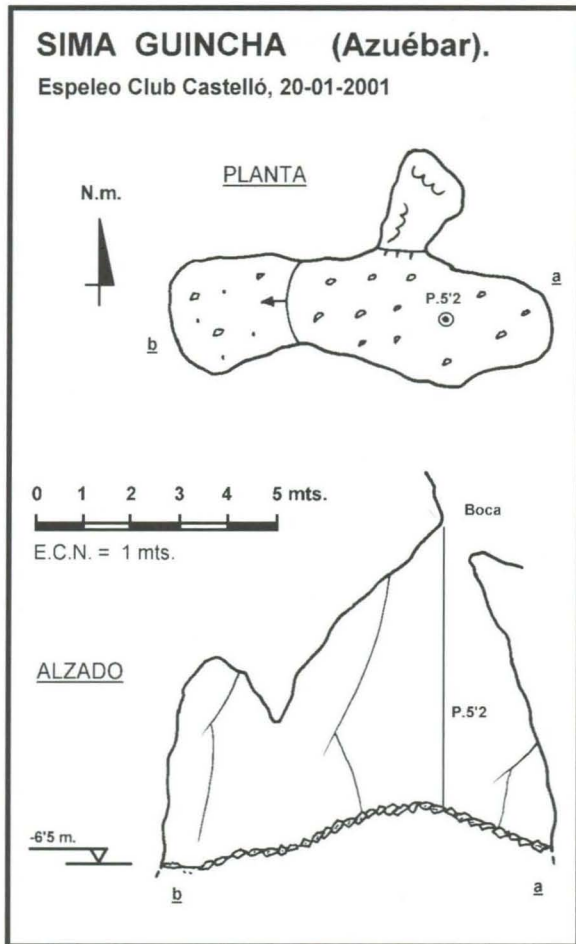 SIMA GUINCHA (Azuébar).
Espeleo Club Castelló, 20-01-2001
PLANTA
N.m.
a
P.5'2
b
0 1 2 3 4 5 mts.
E.C.N. = 1 mts.
Boca
ALZADO
P.5'2
-6'5 m.
b a